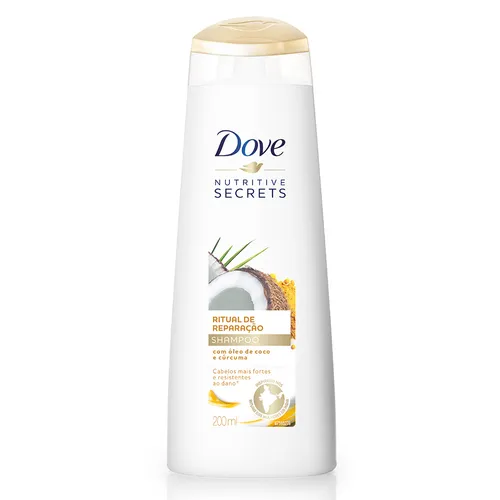 Dove
NUTRITIVE
SECRETS
RITUAL DE
REPARAÇÃO
SHAMPOO
com óleo de coco
e cúrcuma
Cabelos mais fortes
e resistentes
ao dano*
200ml